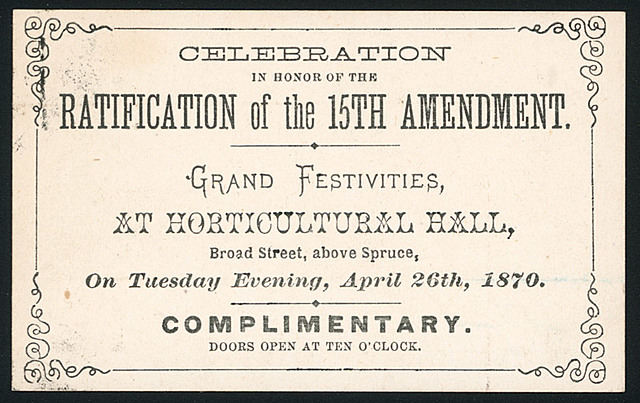 CELEBRATION
IN HONOR OF THE
RATIFICATION of the 15TH AMENDMENT.
GRAND FESTIVITIES,
AT HORTICULTURAL HALL,
Broad Street, above Spruce,
On Tuesday Evening, April 26th, 1870.
COMPLIMENTARY.
DOORS OPEN AT TEN O'CLOCK.